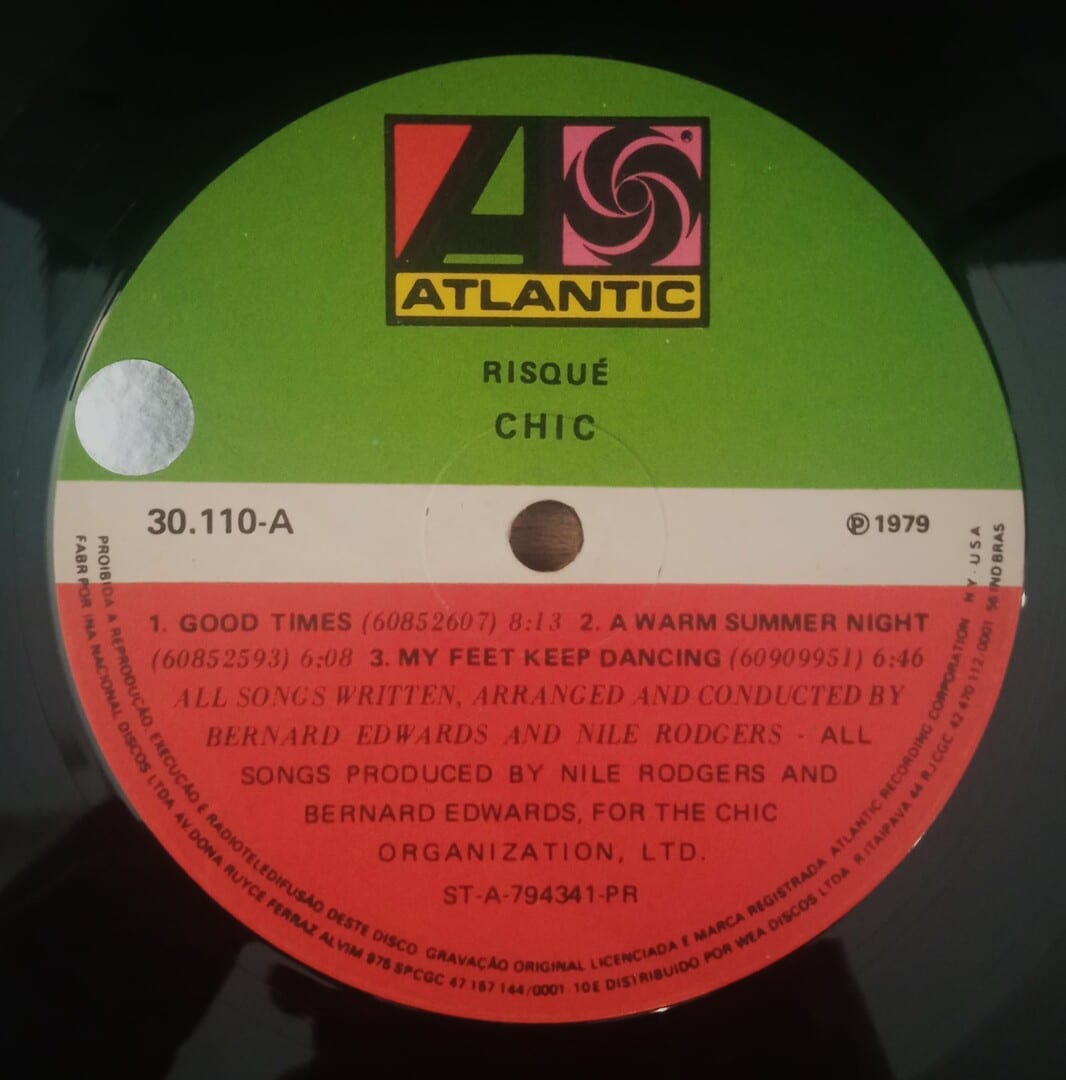 ATLANTIC
RISQUÉ
CHIC
30.110-A
℗ 1979
1. GOOD TIMES (60852607) 8:13 2. A WARM SUMMER NIGHT
(60852593) 6:08 3. MY FEET KEEP DANCING (60909951) 6:46
ALL SONGS WRITTEN, ARRANGED AND CONDUCTED BY
BERNARD EDWARDS AND NILE RODGERS - ALL
SONGS PRODUCED BY NILE RODGERS AND
BERNARD EDWARDS, FOR THE CHIC
ORGANIZATION, LTD.
ST-A-794341-PR
PROIBIDA A REPRODUÇÃO, EXECUÇÃO E RADIOTELEDIFUSÃO DESTE DISCO GRAVAÇÃO ORIGINAL LICENCIADA E MARCA REGISTRADA ATLANTIC RECORDING CORPORATION NY - USA
FABR POR INA NACIONAL DISCOS LTDA AV. DONA RUYCE FERRAZ ALVIM 975 SP CGC 47 157 144/0001 10 E DISTRIBUIDO POR WEA DISCOS LTDA R ITAIPAVA 44 RJ CGC 42 470 112/0001 56 IND BRAS